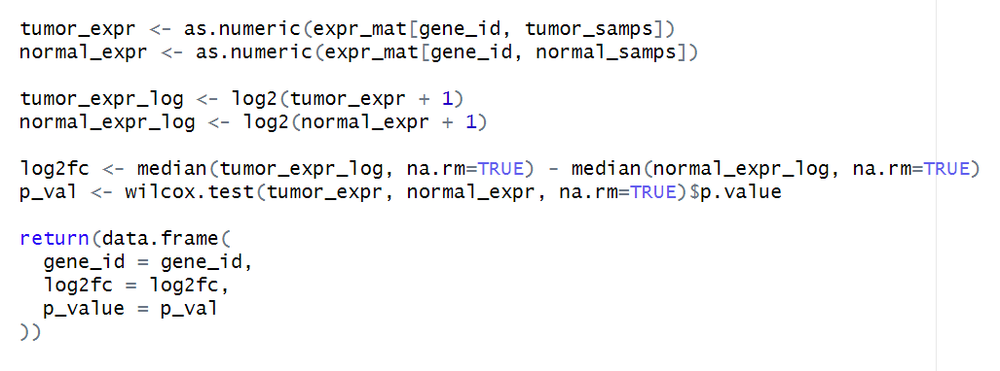 tumor_expr <- as.numeric(expr_mat[gene_id, tumor_samps])
normal_expr <- as.numeric(expr_mat[gene_id, normal_samps])
tumor_expr_log <- log2(tumor_expr + 1)
normal_expr_log <- log2(normal_expr + 1)
log2fc <- median(tumor_expr_log, na.rm=TRUE) - median(normal_expr_log, na.rm=TRUE)
p_val <- wilcox.test(tumor_expr, normal_expr, na.rm=TRUE)$p.value
return(data.frame(
  gene_id = gene_id,
  log2fc = log2fc,
  p_value = p_val
))